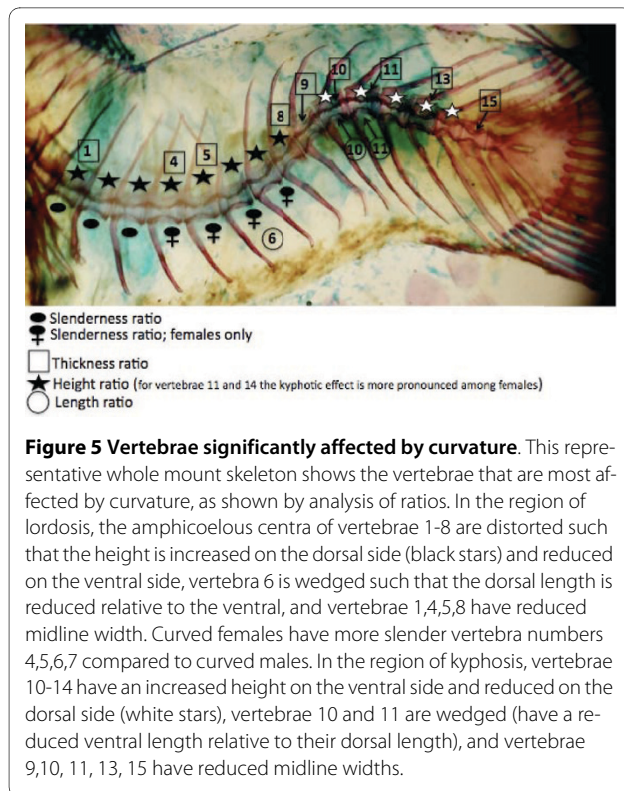 1
4
5
8
9
10
11
13
15
6
10
11
Slenderness ratio
Slenderness ratio; females only
Thickness ratio
Height ratio (for vertebrae 11 and 14 the kyphotic effect is more pronounced among females)
Length ratio
Figure 5 Vertebrae significantly affected by curvature. This repre-
sentative whole mount skeleton shows the vertebrae that are most af-
fected by curvature, as shown by analysis of ratios. In the region of
lordosis, the amphicoelous centra of vertebrae 1-8 are distorted such
that the height is increased on the dorsal side (black stars) and reduced
on the ventral side, vertebra 6 is wedged such that the dorsal length is
reduced relative to the ventral, and vertebrae 1,4,5,8 have reduced
midline width. Curved females have more slender vertebra numbers
4,5,6,7 compared to curved males. In the region of kyphosis, vertebrae
10-14 have an increased height on the ventral side and reduced on the
dorsal side (white stars), vertebrae 10 and 11 are wedged (have a re-
duced ventral length relative to their dorsal length), and vertebrae
9,10, 11, 13, 15 have reduced midline widths.